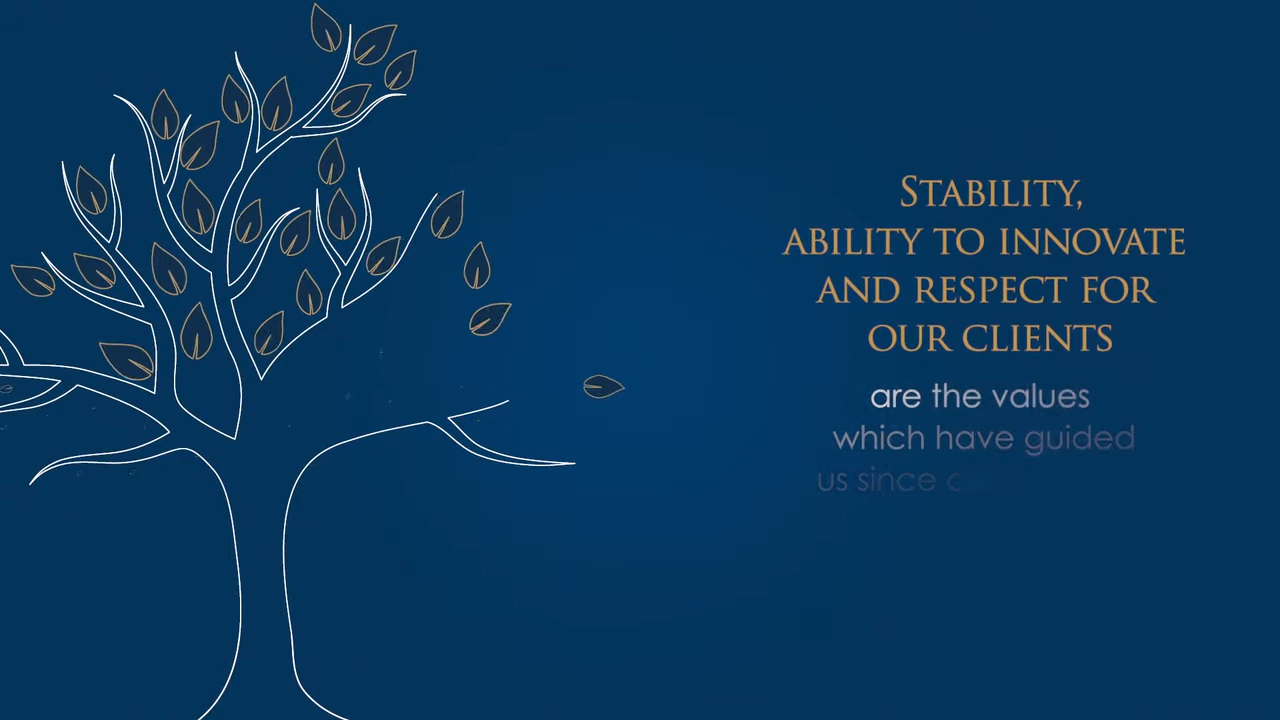 STABILITY,
ABILITY TO INNOVATE
AND RESPECT FOR
OUR CLIENTS
are the values
which have guided
us since